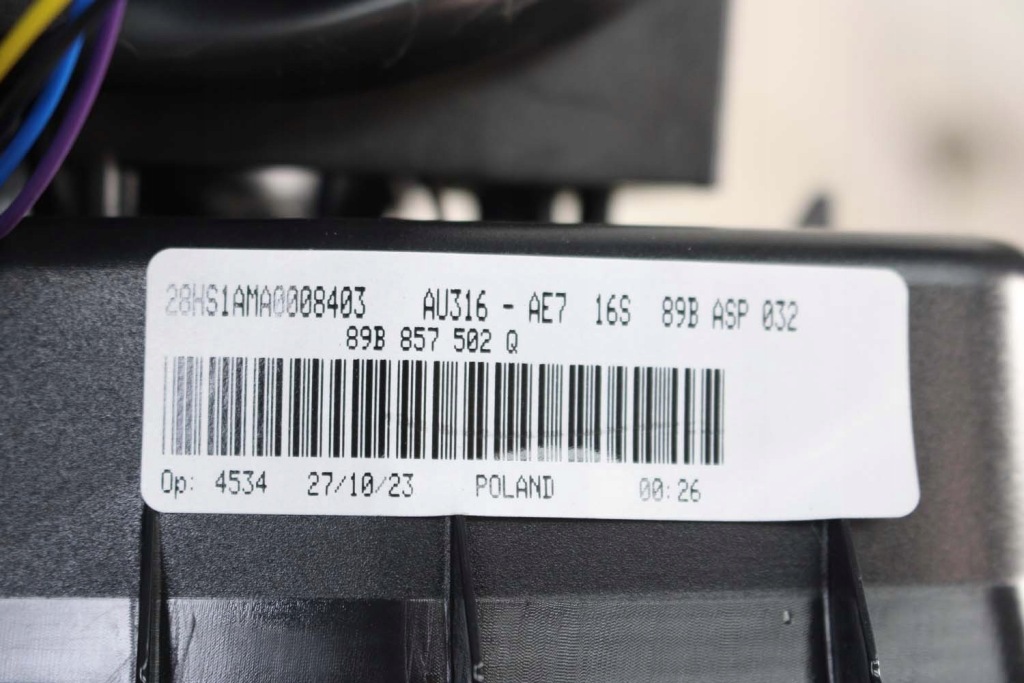 28HS1AMA0008403 AU316 - AE7 16S 89B ASP 032
89B 857 502 Q
Op: 4534 27/10/23 POLAND 00:26